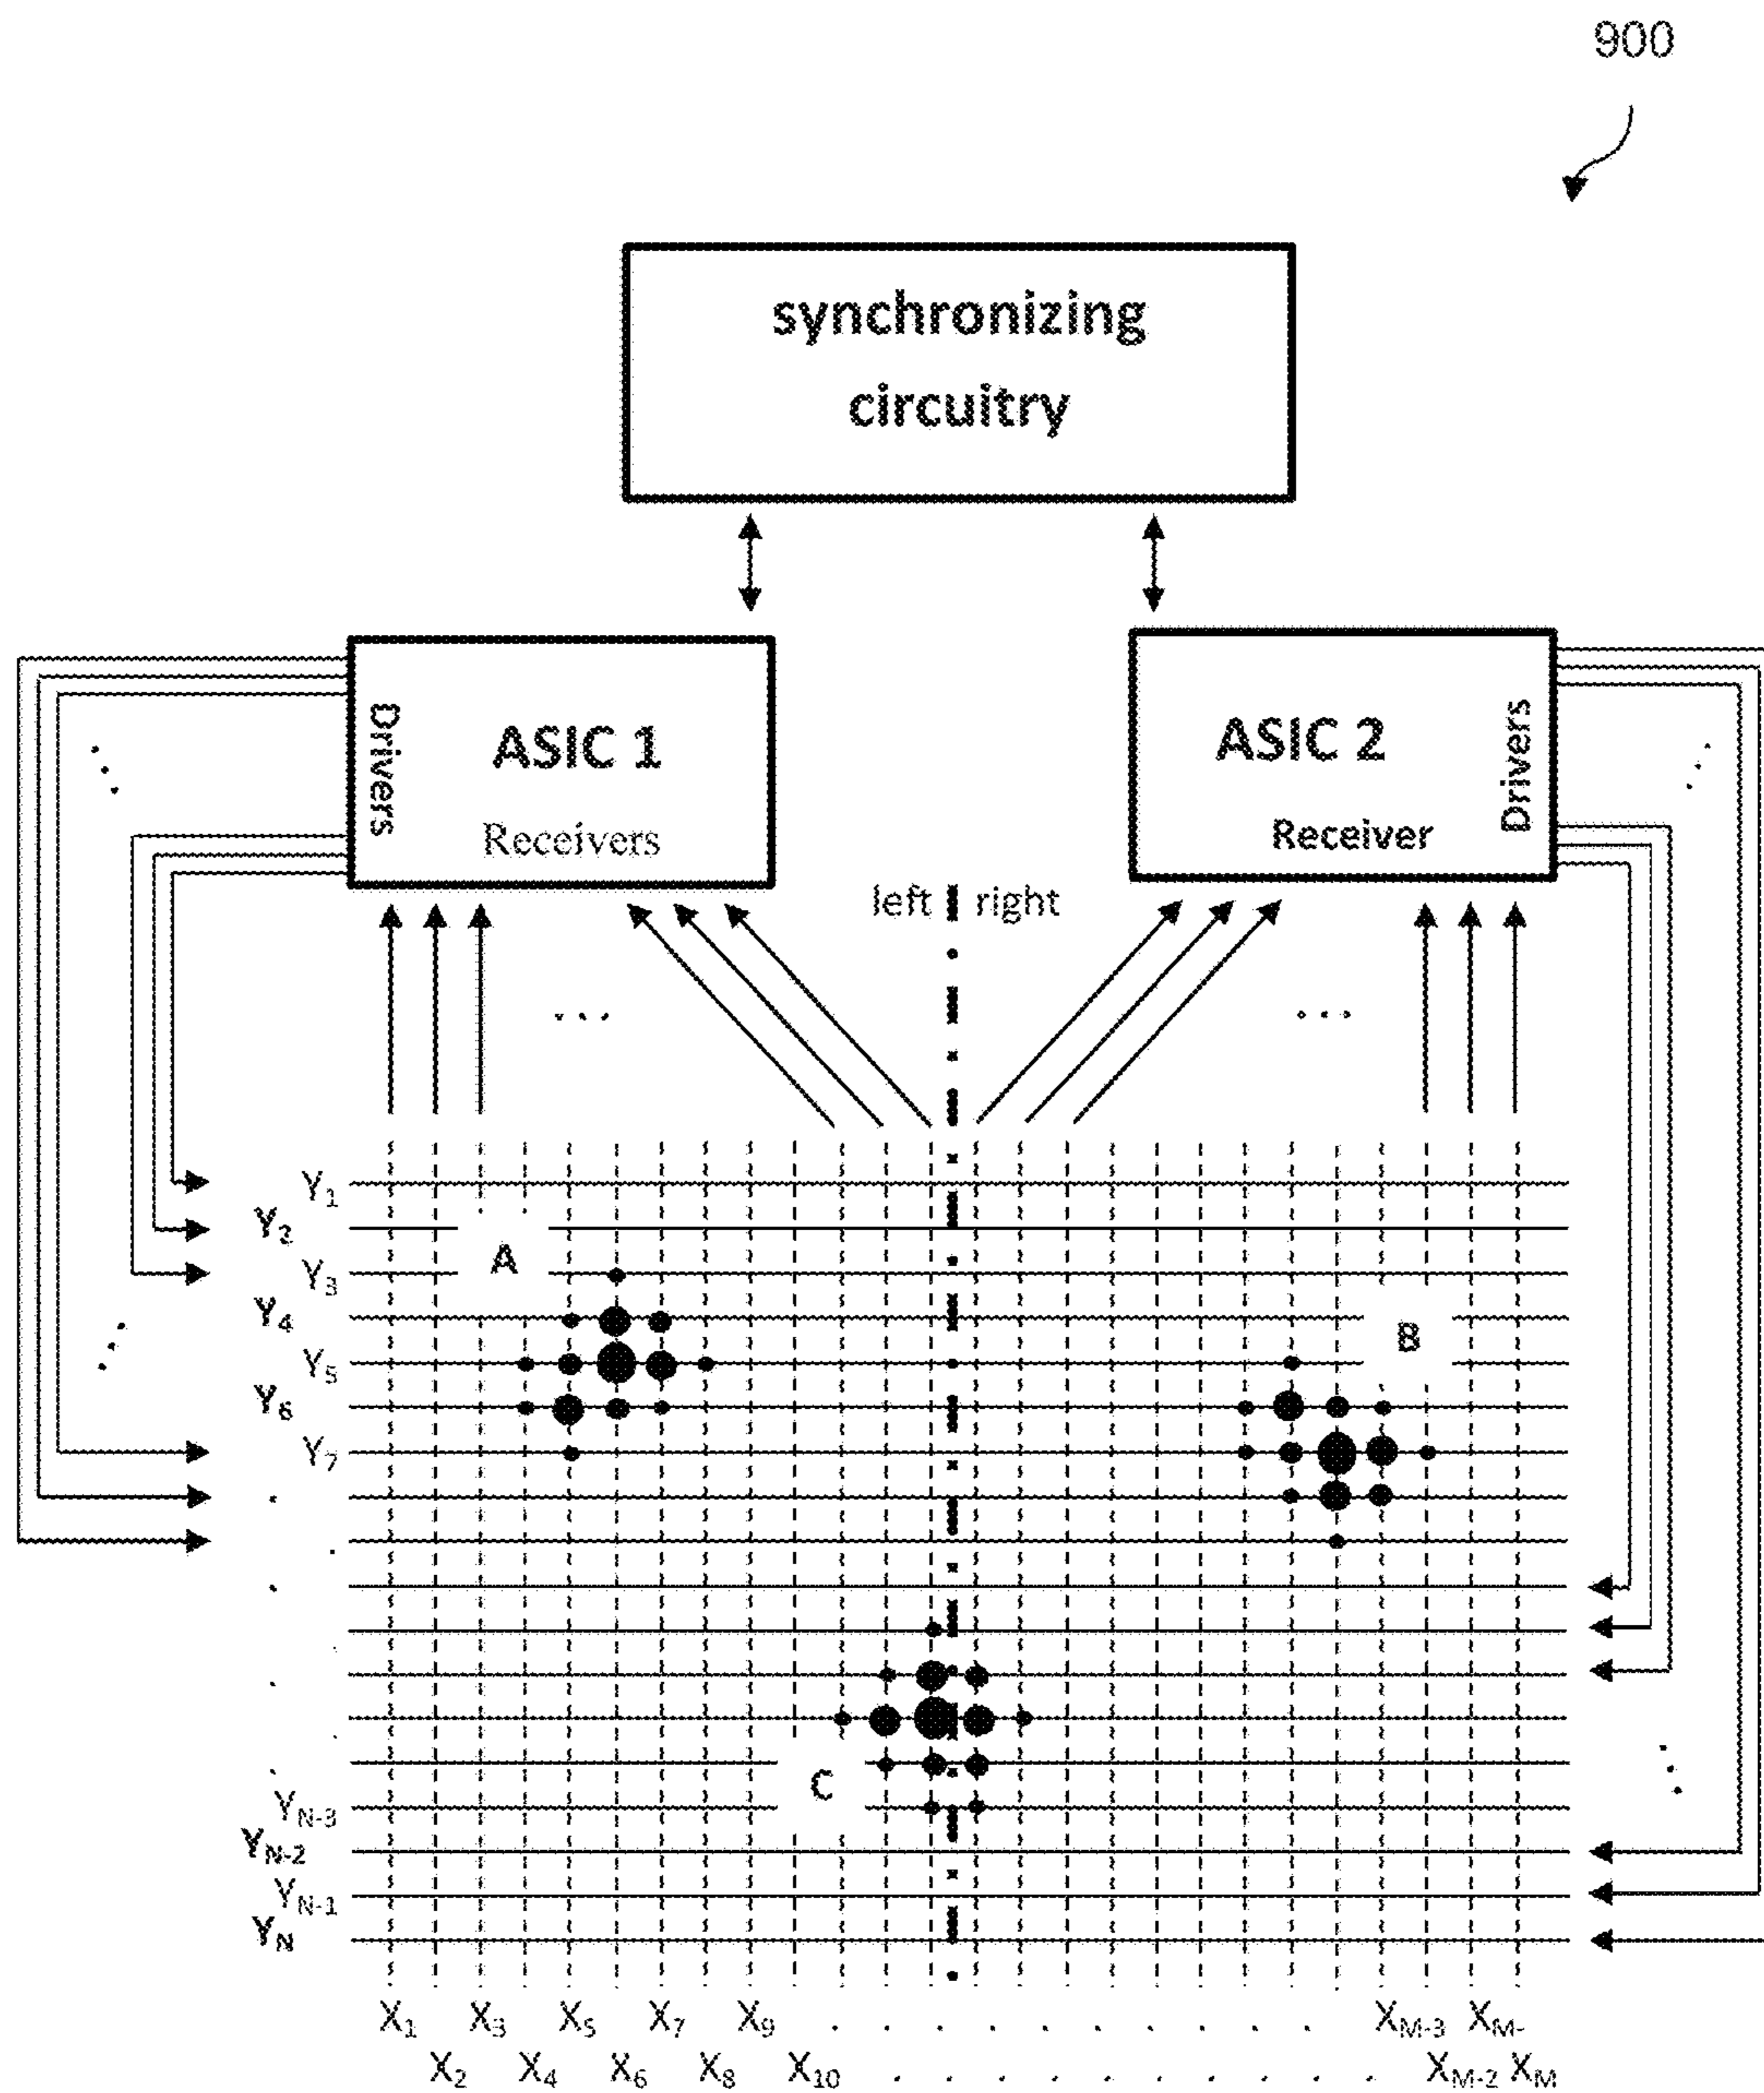 900
synchronizing
circuitry
Drivers
ASIC 1
Receivers
ASIC 2
Receiver
Drivers
left right
Y1
Y2
A
Y3
Y4
B
Y5
Y6
Y7
C
YN-3
YN-2
YN-1
YN
X1 X3 X5 X7 X9 XM-3 XM-
X2 X4 X6 X8 X10 XM-2 XM